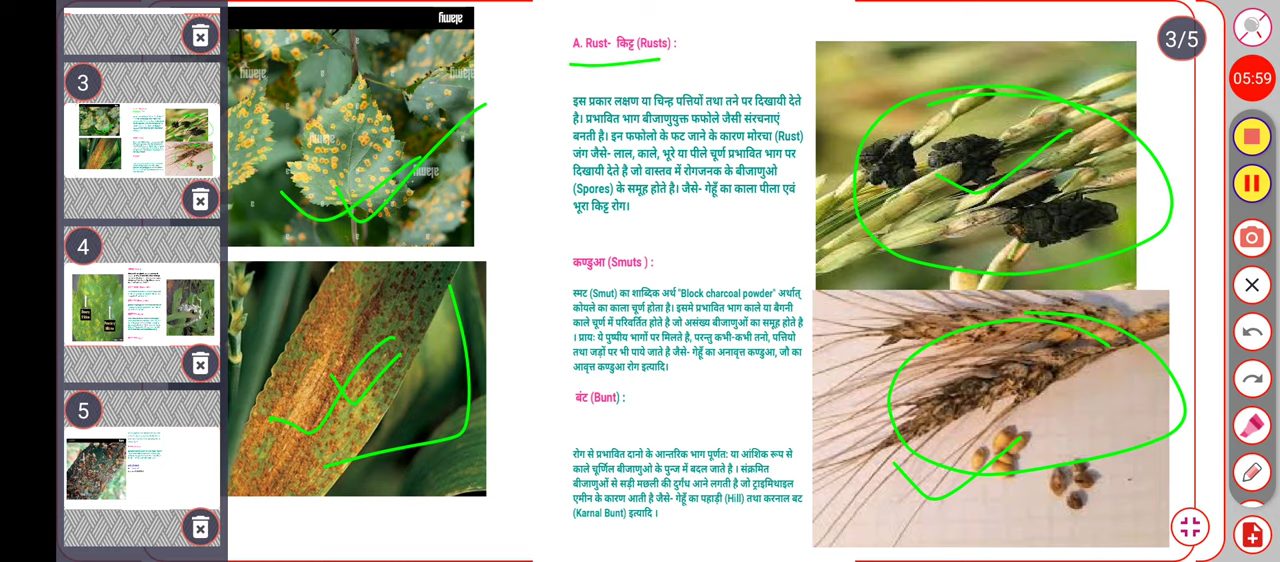 3
4
5
alamy
alamy
alamy
a
a
A. Rust- किट्ट (Rusts) :
इस प्रकार लक्षण या चिन्ह पत्तियों तथा तने पर दिखायी देते
है। प्रभावित भाग बीजाणुयुक्त फफोले जैसी संरचनाएं
बनती है। इन फफोलो के फट जाने के कारण मोरचा (Rust)
जंग जैसे- लाल, काले, भूरे या पीले चूर्ण प्रभावित भाग पर
दिखायी देते है जो वास्तव में रोगजनक के बीजाणुओ
(Spores) के समूह होते है। जैसे- गेहूँ का काला पीला एवं
भूरा किट्ट रोग।
कण्डुआ (Smuts ) :
स्मट (Smut) का शाब्दिक अर्थ "Block charcoal powder" अर्थात्
कोयले का काला चूर्ण होता है। इसमे प्रभावित भाग काले या बैगनी
काले चूर्ण में परिवर्तित होते है जो असंख्य बीजाणुओं का समूह होते है
। प्राय: ये पुष्पीय भागों पर मिलते है, परन्तु कभी-कभी तनो, पत्तियो
तथा जड़ों पर भी पाये जाते है जैसे- गेहूँ का अनावृत्त कण्डुआ, जौ का
आवृत्त कण्डुआ रोग इत्यादि।
बंट (Bunt) :
रोग से प्रभावित दानो के आन्तरिक भाग पूर्णत: या आंशिक रूप से
काले चूर्णिल बीजाणुओ के पुन्ज में बदल जाते है । संक्रमित
बीजाणुओं से सड़ी मछली की दुर्गंध आने लगती है जो ट्राइमिथाइल
एमीन के कारण आती है जैसे- गेहूँ का पहाड़ी (Hill) तथा करनाल बट
(Karnal Bunt) इत्यादि ।
3/5
05:59